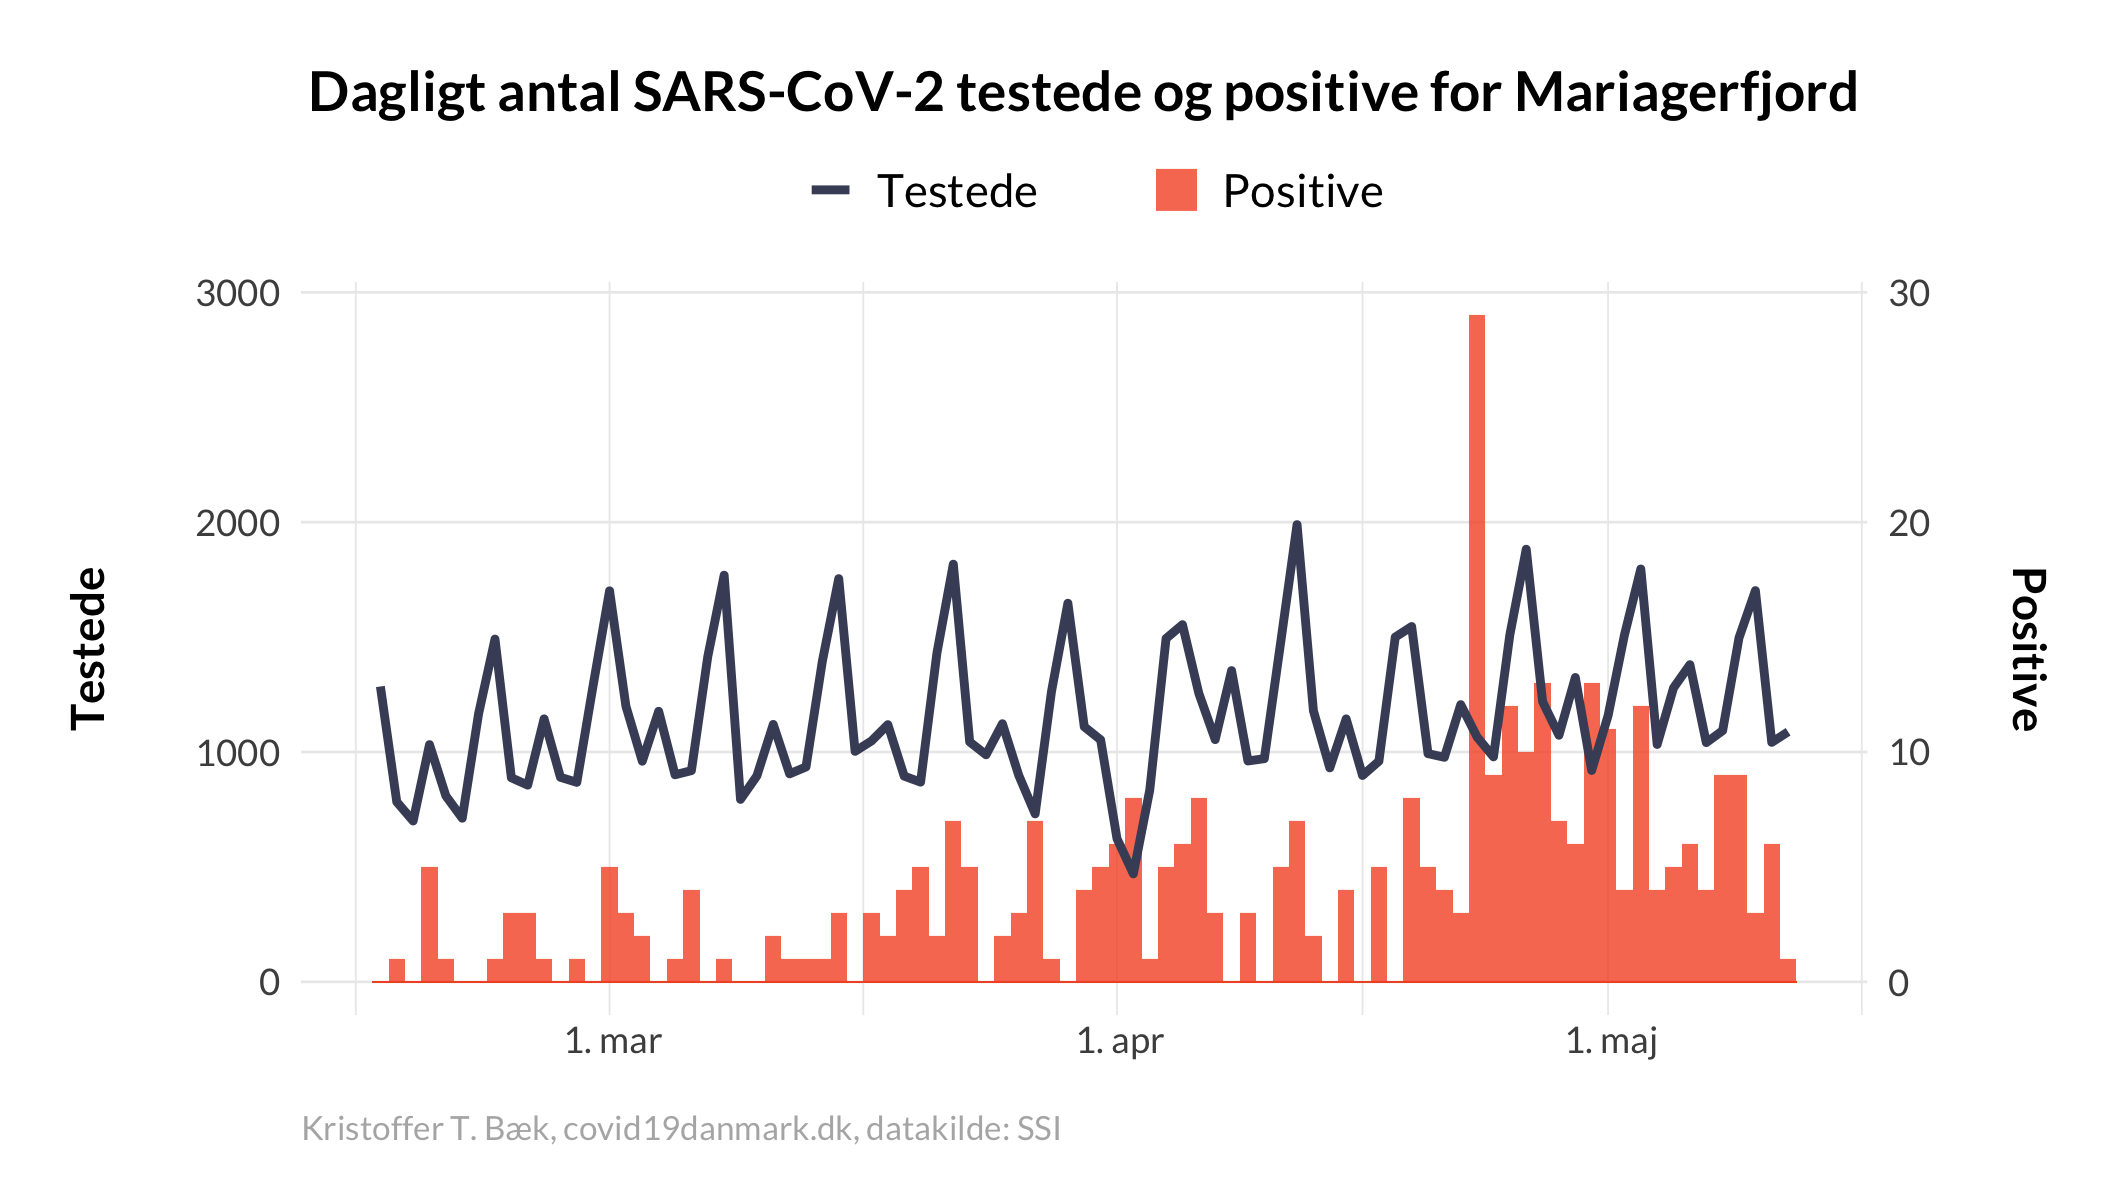 Dagligt antal SARS-CoV-2 testede og positive for Mariagerfjord
Testede
Positive
3000
2000
1000
0
30
20
10
0
Testede
Positive
1. mar
1. apr
1. maj
Kristoffer T. Bæk, covid19danmark.dk, datakilde: SSI